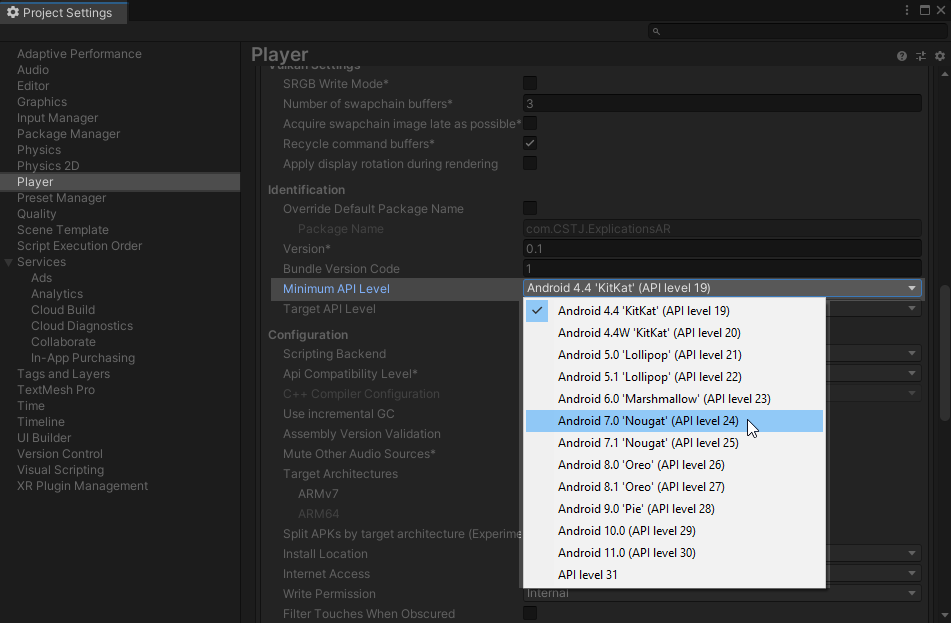 Project Settings
Adaptive Performance
Audio
Editor
Graphics
Input Manager
Package Manager
Physics
Physics 2D
Player
Preset Manager
Quality
Scene Template
Script Execution Order
Services
Ads
Analytics
Cloud Build
Cloud Diagnostics
Collaborate
In-App Purchasing
Tags and Layers
TextMesh Pro
Time
Timeline
UI Builder
Version Control
Visual Scripting
XR Plugin Management
Player
Vulkan Settings
SRGB Write Mode*
Number of swapchain buffers* 3
Acquire swapchain image late as possible*
Recycle command buffers*
Apply display rotation during rendering
Identification
Override Default Package Name
Package Name com.CSTJ.ExplicationsAR
Version* 0.1
Bundle Version Code 1
Minimum API Level Android 4.4 'KitKat' (API level 19)
Target API Level
Configuration
Scripting Backend
Api Compatibility Level*
C++ Compiler Configuration
Use incremental GC
Assembly Version Validation
Mute Other Audio Sources*
Target Architectures
ARMv7
ARM64
Split APKs by target architecture (Experime
Install Location
Internet Access
Write Permission Internal
Filter Touches When Obscured
Android 4.4 'KitKat' (API level 19)
Android 4.4W 'KitKat' (API level 20)
Android 5.0 'Lollipop' (API level 21)
Android 5.1 'Lollipop' (API level 22)
Android 6.0 'Marshmallow' (API level 23)
Android 7.0 'Nougat' (API level 24)
Android 7.1 'Nougat' (API level 25)
Android 8.0 'Oreo' (API level 26)
Android 8.1 'Oreo' (API level 27)
Android 9.0 'Pie' (API level 28)
Android 10.0 (API level 29)
Android 11.0 (API level 30)
API level 31